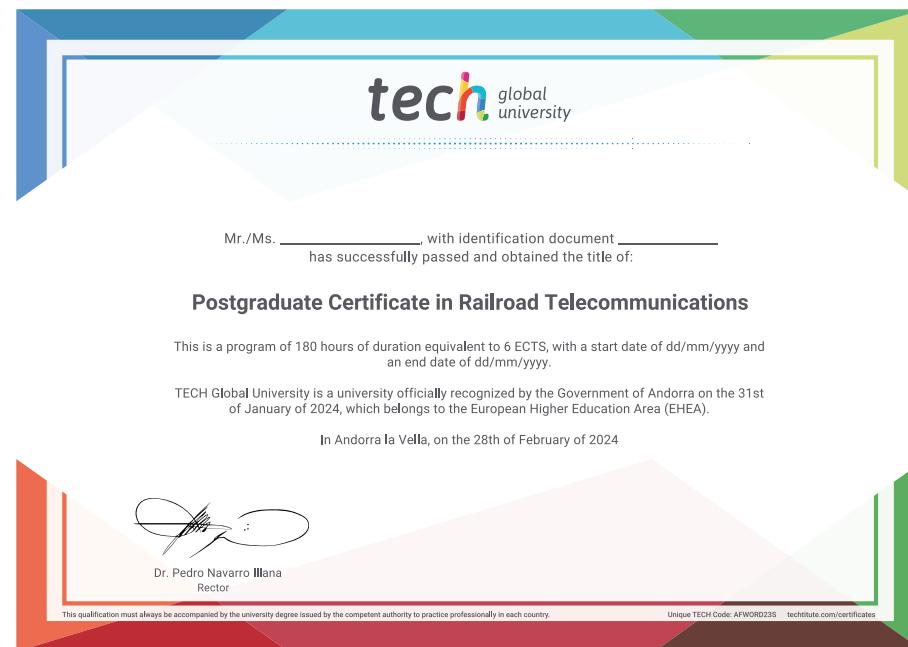 tech global
university
Mr./Ms. ____________________, with identification document ______________
has successfully passed and obtained the title of:
Postgraduate Certificate in Railroad Telecommunications
This is a program of 180 hours of duration equivalent to 6 ECTS, with a start date of dd/mm/yyyy and
an end date of dd/mm/yyyy.
TECH Global University is a university officially recognized by the Government of Andorra on the 31st
of January of 2024, which belongs to the European Higher Education Area (EHEA).
In Andorra la Vella, on the 28th of February of 2024
Dr. Pedro Navarro Illana
Rector
This qualification must always be accompanied by the university degree issued by the competent authority to practice professionally in each country.
Unique TECH Code: AFWORD23S techtitute.com/certificates